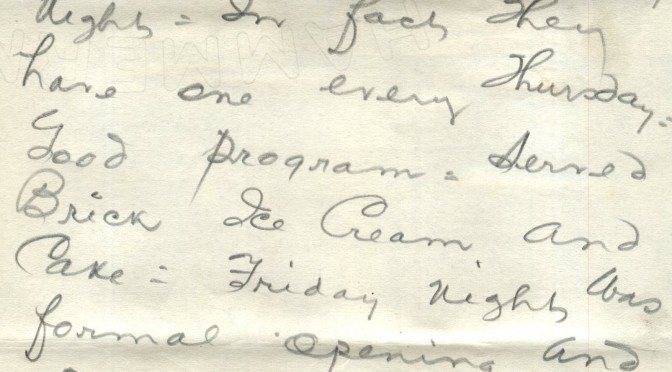 Night = In fact they
have one every Thursday =
Good program = Served
Brick Ice Cream and
Cake = Friday Night was
formal opening and